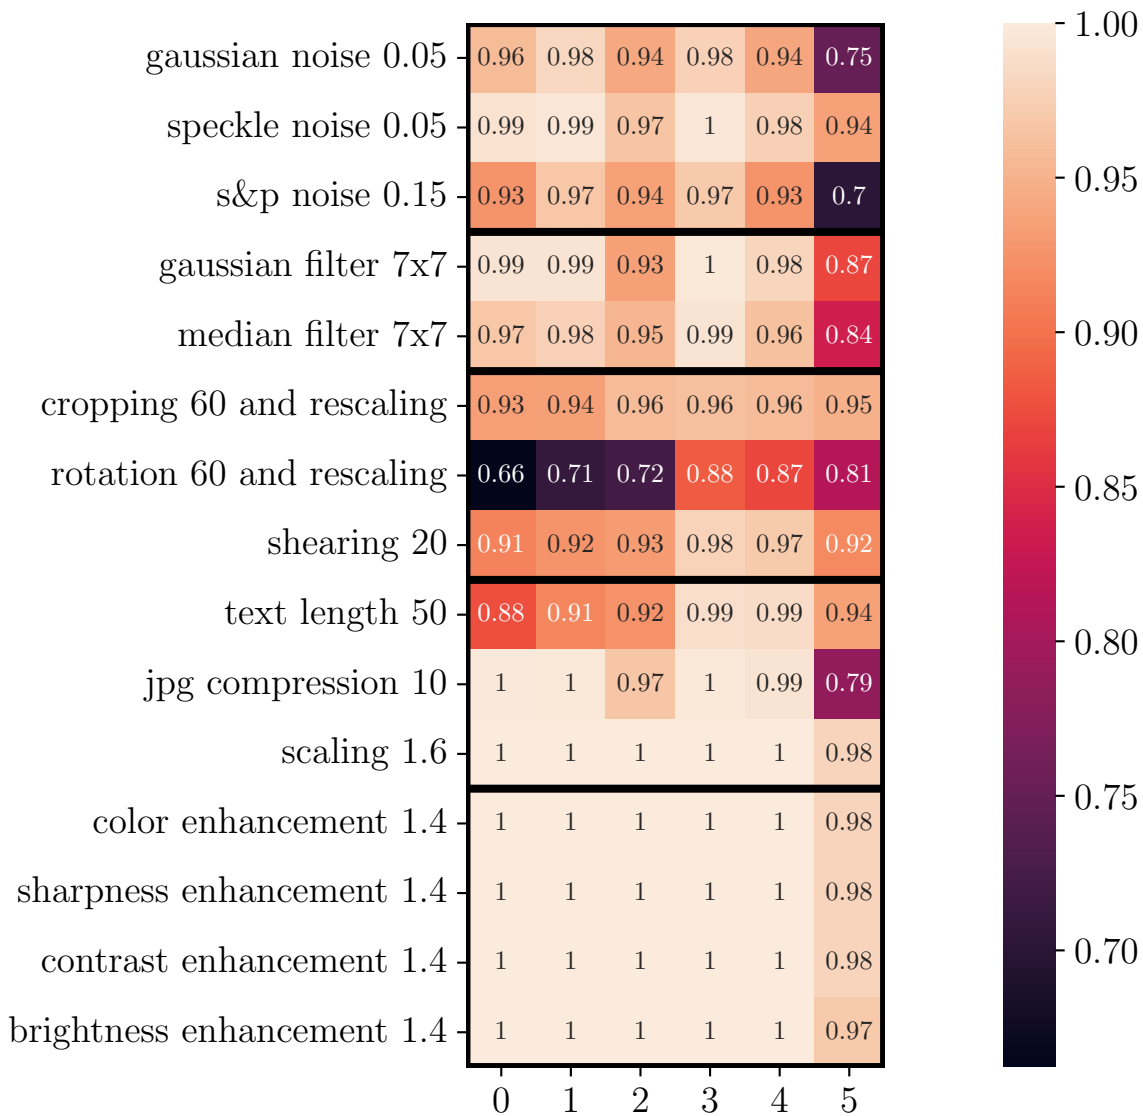 gaussian noise 0.05 0.96 0.98 0.94 0.98 0.94 0.75
speckle noise 0.05 0.99 0.99 0.97 1 0.98 0.94
s&p noise 0.15 0.93 0.97 0.94 0.97 0.93 0.7
gaussian filter 7x7 0.99 0.99 0.93 1 0.98 0.87
median filter 7x7 0.97 0.98 0.95 0.99 0.96 0.84
cropping 60 and rescaling 0.93 0.94 0.96 0.96 0.96 0.95
rotation 60 and rescaling 0.66 0.71 0.72 0.88 0.87 0.81
shearing 20 0.91 0.92 0.93 0.98 0.97 0.92
text length 50 0.88 0.91 0.92 0.99 0.99 0.94
jpg compression 10 1 1 0.97 1 0.99 0.79
scaling 1.6 1 1 1 1 1 0.98
color enhancement 1.4 1 1 1 1 1 0.98
sharpness enhancement 1.4 1 1 1 1 1 0.98
contrast enhancement 1.4 1 1 1 1 1 0.98
brightness enhancement 1.4 1 1 1 1 1 0.97
0 1 2 3 4 5
1.00
0.95
0.90
0.85
0.80
0.75
0.70